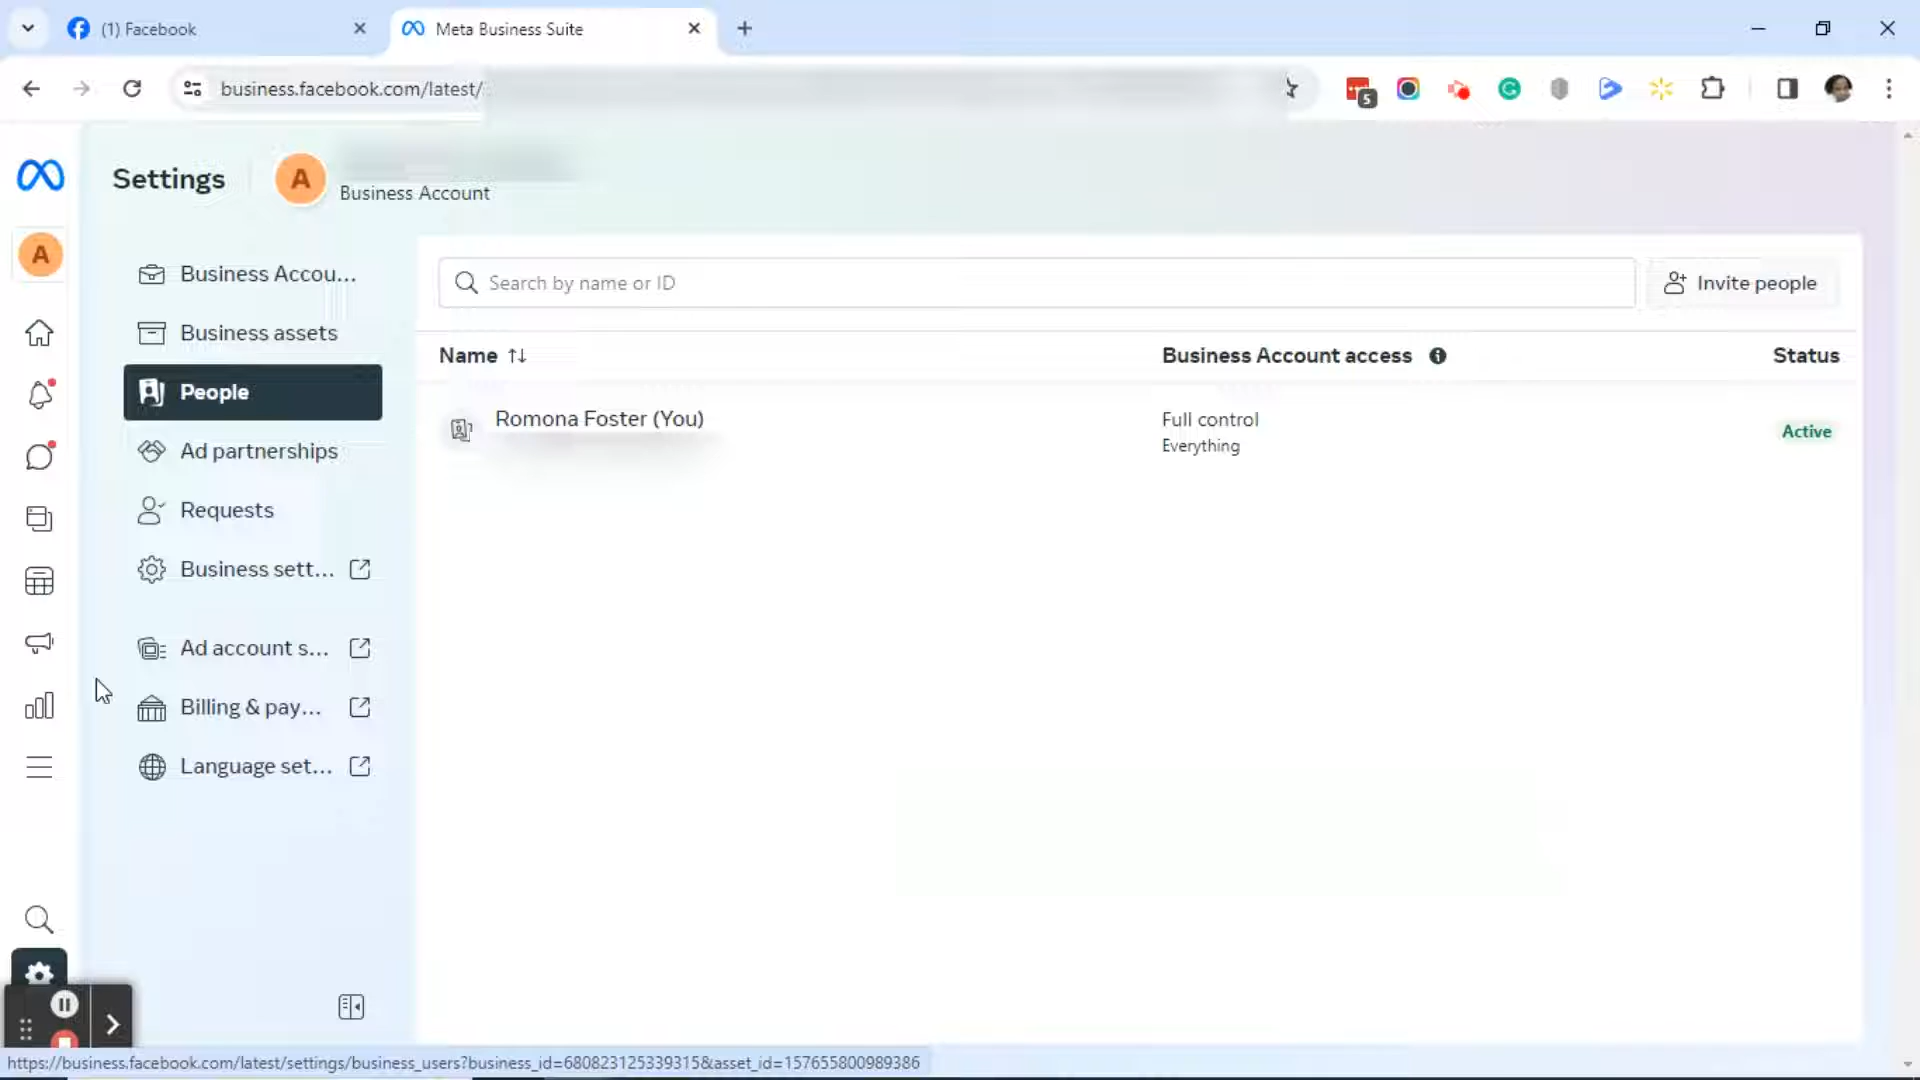 (1) Facebook
Meta Business Suite
business.facebook.com/latest/
5
Settings
A
Business Account
A
Business Accou...
Business assets
People
Ad partnerships
Requests
Business sett...
Ad account s...
Billing & pay...
Language set...
Search by name or ID
Invite people
Name
Business Account access
Status
Romona Foster (You)
Full control
Everything
Active
https://business.facebook.com/latest/settings/business_users?business_id=680823125339315&asset_id=157655800989386